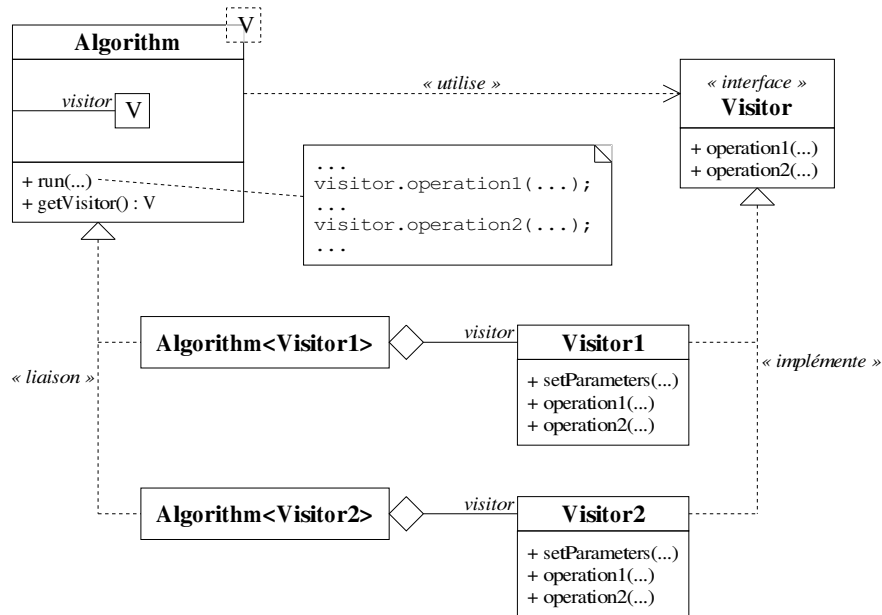 V
Algorithm
visitor
V
+ run(...)
+ getVisitor() : V
« utilise »
« interface »
Visitor
+ operation1(...)
+ operation2(...)
...
visitor.operation1(...);
...
visitor.operation2(...);
...
« liaison »
Algorithm<Visitor1>
visitor
Visitor1
+ setParameters(...)
+ operation1(...)
+ operation2(...)
« implémente »
Algorithm<Visitor2>
visitor
Visitor2
+ setParameters(...)
+ operation1(...)
+ operation2(...)